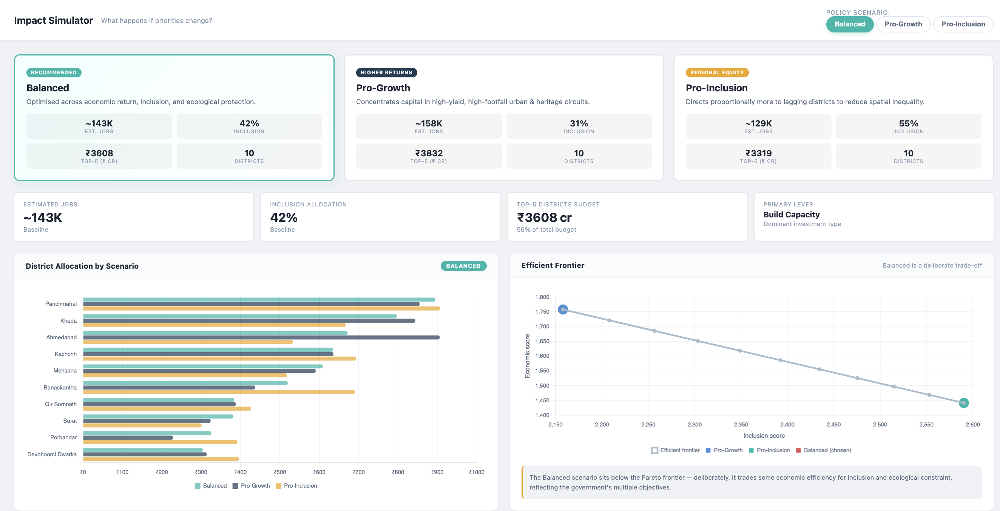 Impact Simulator
What happens if priorities change?
POLICY SCENARIO:
Balanced
Pro-Growth
Pro-Inclusion
RECOMMENDED
Balanced
Optimised across economic return, inclusion, and ecological protection.
~143K
EST. JOBS
42%
INCLUSION
₹3608
TOP-5 (₹ CR)
10
DISTRICTS
HIGHER RETURNS
Pro-Growth
Concentrates capital in high-yield, high-footfall urban & heritage circuits.
~158K
EST. JOBS
31%
INCLUSION
₹3832
TOP-5 (₹ CR)
10
DISTRICTS
REGIONAL EQUITY
Pro-Inclusion
Directs proportionally more to lagging districts to reduce spatial inequality.
~129K
EST. JOBS
55%
INCLUSION
₹3319
TOP-5 (₹ CR)
10
DISTRICTS
ESTIMATED JOBS
~143K
Baseline
INCLUSION ALLOCATION
42%
Baseline
TOP-5 DISTRICTS BUDGET
₹3608 cr
56% of total budget
PRIMARY LEVER
Build Capacity
Dominant investment type
District Allocation by Scenario
BALANCED
Panchmahal
Kheda
Ahmedabad
Kachchh
Mehsana
Banaskantha
Gir Somnath
Surat
Porbandar
Devbhoomi Dwarka
₹0 ₹100 ₹200 ₹300 ₹400 ₹500 ₹600 ₹700 ₹800 ₹900 ₹1000
Balanced Pro-Growth Pro-Inclusion
Efficient Frontier
Balanced is a deliberate trade-off
Economic score
1,800
1,750
1,700
1,650
1,600
1,550
1,500
1,450
1,400
2,150 2,200 2,250 2,300 2,350 2,400 2,450 2,500 2,550 2,600
Inclusion score
Efficient frontier Pro-Growth Pro-Inclusion Balanced (chosen)
The Balanced scenario sits below the Pareto frontier — deliberately. It trades some economic efficiency for inclusion and ecological constraint,
reflecting the government's multiple objectives.